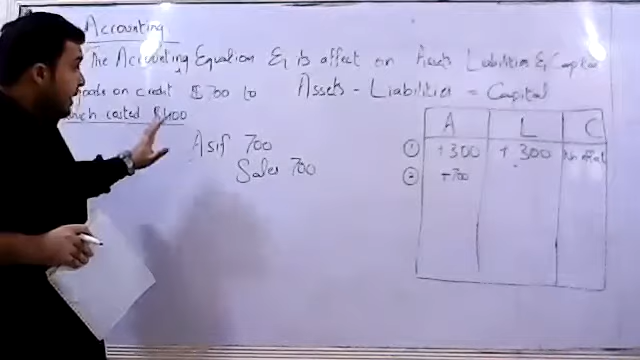 Accounting
The Accounting Equation & its affect on Assets Liabilities & Capital
Goods on credit $700 to
which costed $400
Assets - Liabilities = Capital
Asif 700
Sales 700
A L C
① +300 +300 No effect
② +700